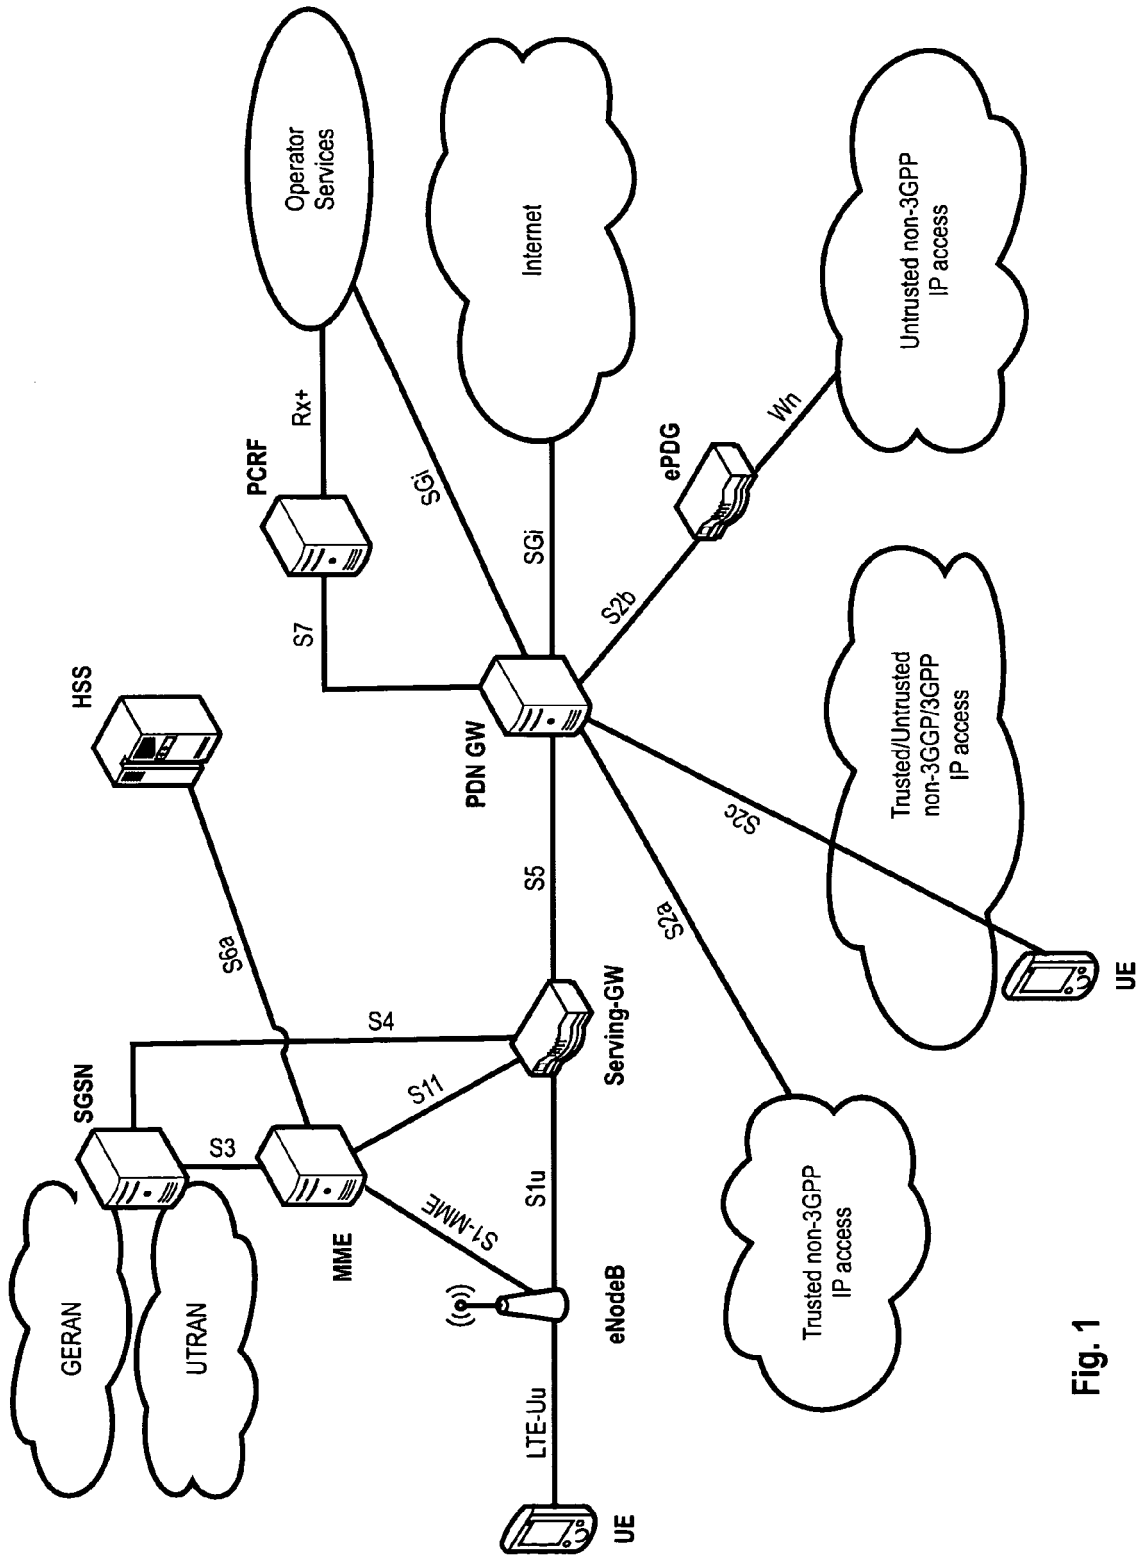 GERAN
UTRAN
SGSN
HSS
S3
S6a
MME
S4
S11
S1-MME
PCRF
S7
Rx+
Operator
Services
SGi
PDN GW
SGi
Internet
UE
LTE-Uu
eNodeB
S1u
Serving-GW
S5
S2b
ePDG
Wn
Untrusted non-3GPP
IP access
S2a
S2c
Trusted non-3GPP
IP access
Trusted/Untrusted
non-3GGP/3GPP
IP access
UE
Fig. 1